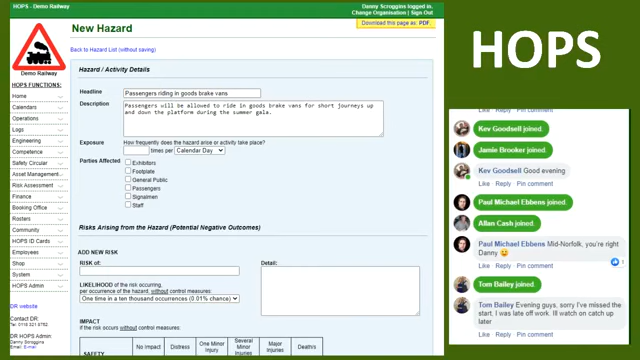 HOPS - Demo Railway
Danny Scroggins logged in.
Change Organisation | Sign Out
Download this page as: PDF.
New Hazard
Back to Hazard List (without saving)
Demo Railway
HOPS FUNCTIONS:
Home
Calendars
Operations
Logs
Engineering
Competence
Safety Circular
Asset Management
Risk Assessment
Finance
Booking Office
Rosters
Community
HOPS ID Cards
Employees
Shop
System
HOPS Admin
DR website
Contact DR:
Tel: 0118 321 3752
DR HOPS Admin
Danny Scroggins
Hazard / Activity Details
Headline
Passengers riding in goods brake vans
Description
Passengers will be allowed to ride in goods brake vans for short journeys up
and down the platform during the summer gala.
Exposure
How frequently does the hazard arise or activity take place?
times per Calendar Day
Parties Affected
Exhibitors
Footplate
General Public
Passengers
Signalmen
Staff
Risks Arising from the Hazard (Potential Negative Outcomes)
ADD NEW RISK
RISK of:
Detail:
LIKELIHOOD of the risk occurring,
per occurrence of the hazard, without control measures:
One time in a ten thousand occurrences (0.01% chance)
IMPACT
if the risk occurs without control measures:
No impact
Distress
One Minor Injury
Several Minor Injuries
Major Injuries
Death/s
SAFETY
HOPS
Like Reply Pin comment
Kev Goodsell joined.
Jamie Brooker joined.
Kev Goodsell Good evening
Like Reply Pin comment
Paul Michael Ebbens joined.
Allan Cash joined.
Paul Michael Ebbens Mid-Norfolk, you're right
Danny
1
Like Reply Pin comment
Tom Bailey joined.
Tom Bailey Evening guys, sorry I've missed the
start. I was late off work. Ill watch on catch up
later
Like Reply Pin comment